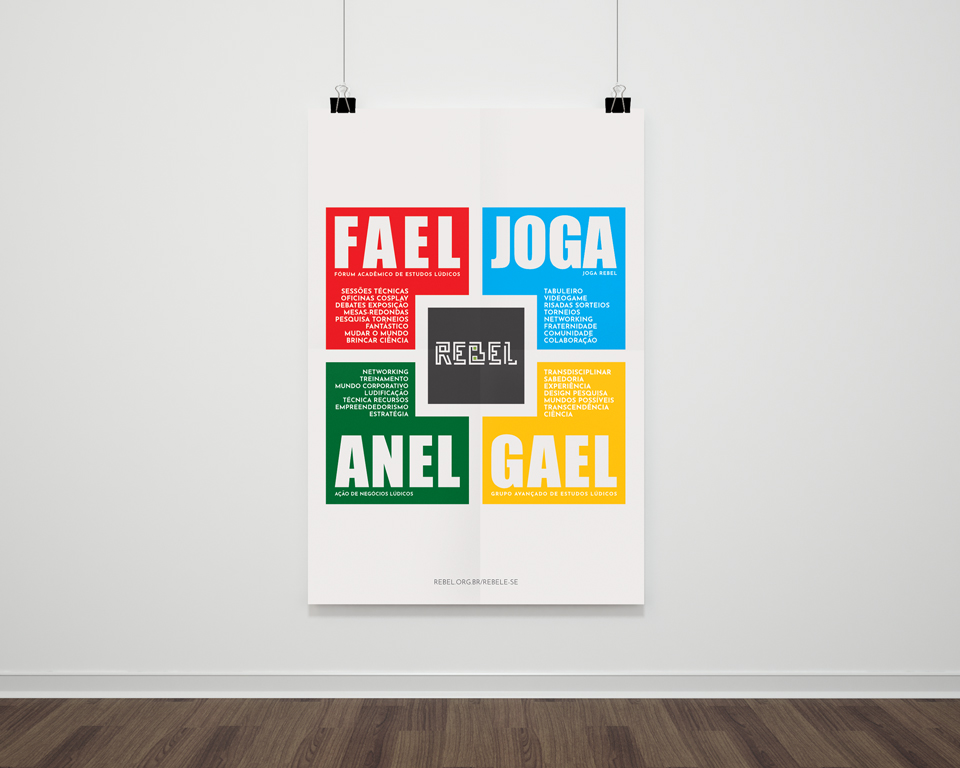 FAEL
FÓRUM ACADÊMICO DE ESTUDOS LÚDICOS
SESSÕES TÉCNICAS
OFICINAS COSPLAY
DEBATES EXPOSIÇÃO
MESAS-REDONDAS
PESQUISA TORNEIOS
FANTÁSTICO
MUDAR O MUNDO
BRINCAR CIÊNCIA
JOGA
JOGA REBEL
TABULEIRO
VIDEOGAME
RISADAS SORTEIOS
TORNEIOS
NETWORKING
FRATERNIDADE
COMUNIDADE
COLABORAÇÃO
REBEL
NETWORKING
TREINAMENTO
MUNDO CORPORATIVO
LUDIFICAÇÃO
TÉCNICA RECURSOS
EMPREENDEDORISMO
ESTRATÉGIA
ANEL
AÇÃO DE NEGÓCIOS LÚDICOS
TRANSDISCIPLINAR
SABEDORIA
EXPERIÊNCIA
DESIGN PESQUISA
MUNDOS POSSÍVEIS
TRANSCENDÊNCIA
CIÊNCIA
GAEL
GRUPO AVANÇADO DE ESTUDOS LÚDICOS
REBEL.ORG.BR/REBELE-SE